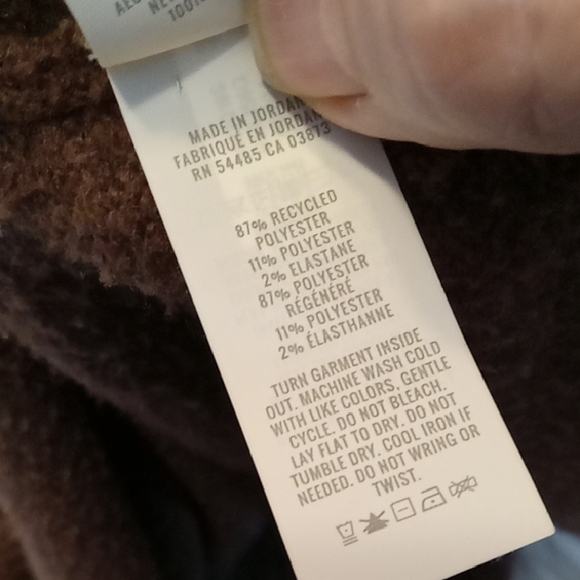 MADE IN JORDAN
FABRIQUÉ EN JORDAN
RN 54485 CA 03873
87% RECYCLED
POLYESTER
11% POLYESTER
2% ELASTANE
87% POLYESTER
RÉGÉNÉRÉ
11% POLYESTER
2% ÉLASTHANNE
TURN GARMENT INSIDE
OUT. MACHINE WASH COLD
WITH LIKE COLORS, GENTLE
CYCLE. DO NOT BLEACH.
LAY FLAT TO DRY. DO NOT
TUMBLE DRY. COOL IRON IF
NEEDED. DO NOT WRING OR
TWIST.